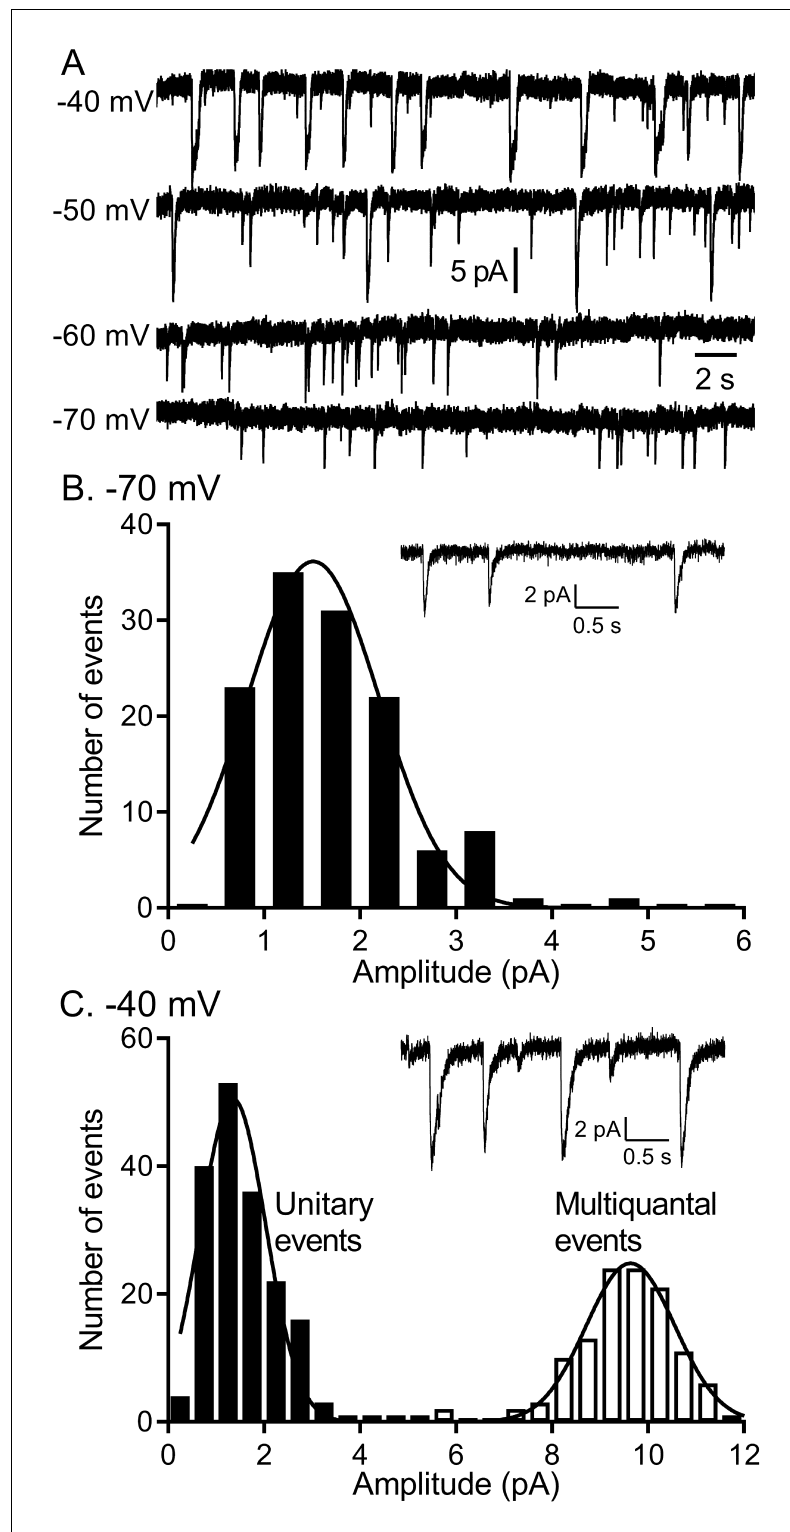 A
-40 mV
-50 mV
5 pA
-60 mV
2 s
-70 mV
B. -70 mV
40
30
20
10
0
Number of events
2 pA
0.5 s
0 1 2 3 4 5 6
Amplitude (pA)
C. -40 mV
60
40
20
0
Number of events
2 pA
0.5 s
Unitary
events
Multiquantal
events
0 2 4 6 8 10 12
Amplitude (pA)